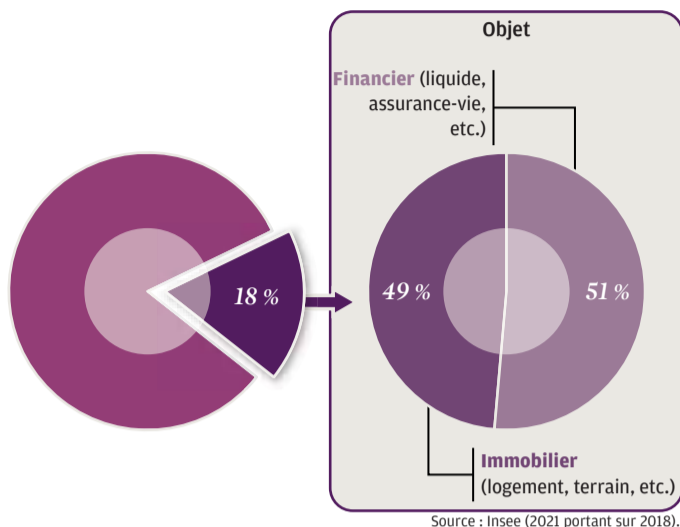 Objet
Financier (liquide,
assurance-vie,
etc.)
18 %
49 %
51 %
Immobilier
(logement, terrain, etc.)
Source : Insee (2021 portant sur 2018).